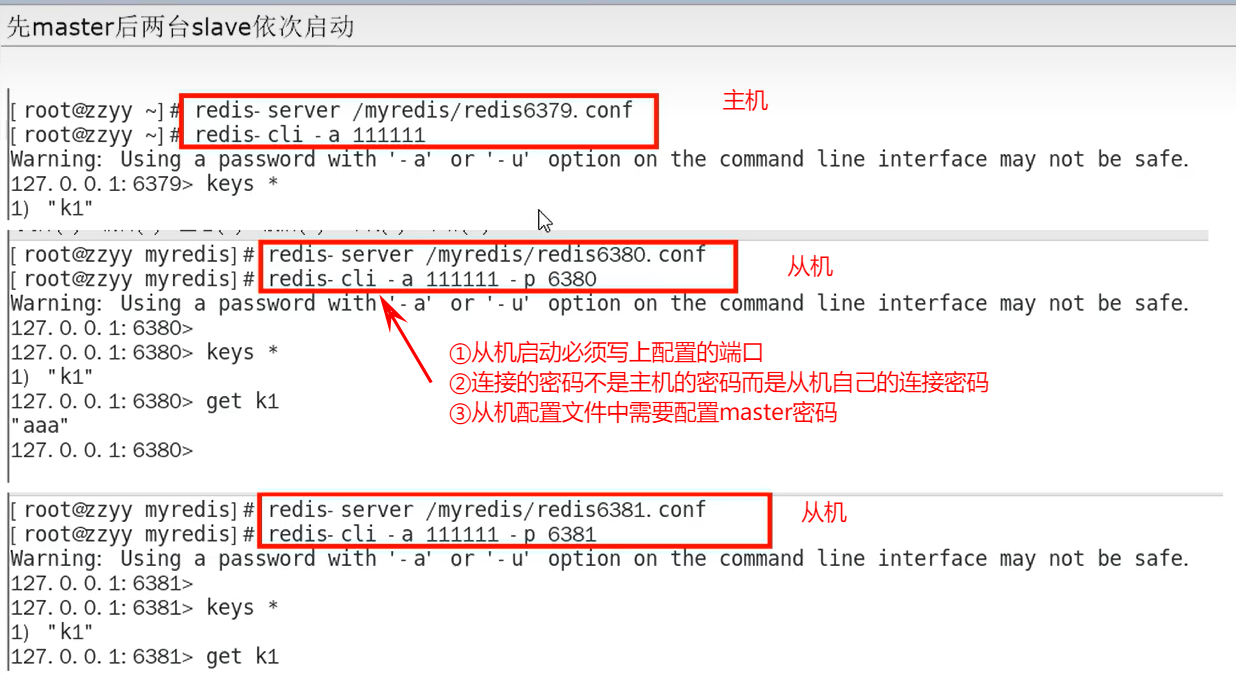 先master后两台slave依次启动
[root@zzyy ~]# redis-server /myredis/redis6379.conf
主机
[root@zzyy ~]# redis-cli -a 111111
Warning: Using a password with '-a' or '-u' option on the command line interface may not be safe.
127.0.0.1:6379> keys *
1) "k1"
[root@zzyy myredis]# redis-server /myredis/redis6380.conf
从机
[root@zzyy myredis]# redis-cli -a 111111 -p 6380
Warning: Using a password with '-a' or '-u' option on the command line interface may not be safe.
127.0.0.1:6380>
127.0.0.1:6380> keys *
1) "k1"
127.0.0.1:6380> get k1
"aaa"
127.0.0.1:6380>
①从机启动必须写上配置的端口
②连接的密码不是主机的密码而是从机自己的连接密码
③从机配置文件中需要配置master密码
[root@zzyy myredis]# redis-server /myredis/redis6381.conf
从机
[root@zzyy myredis]# redis-cli -a 111111 -p 6381
Warning: Using a password with '-a' or '-u' option on the command line interface may not be safe.
127.0.0.1:6381>
127.0.0.1:6381> keys *
1) "k1"
127.0.0.1:6381> get k1